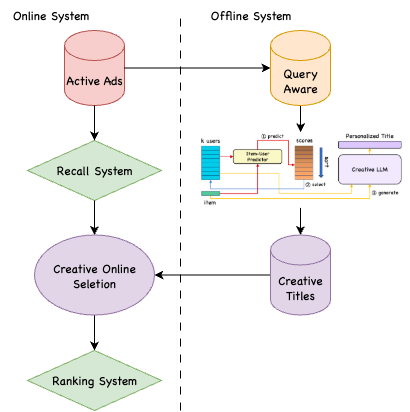 Online System
Offline System
Active Ads
Query
Aware
k users
① predict
scores
Personalized Title
Item-User
Predictor
sort
Creative LLM
② select
item
③ generate
Recall System
Creative Online
Seletion
Creative
Titles
Ranking System